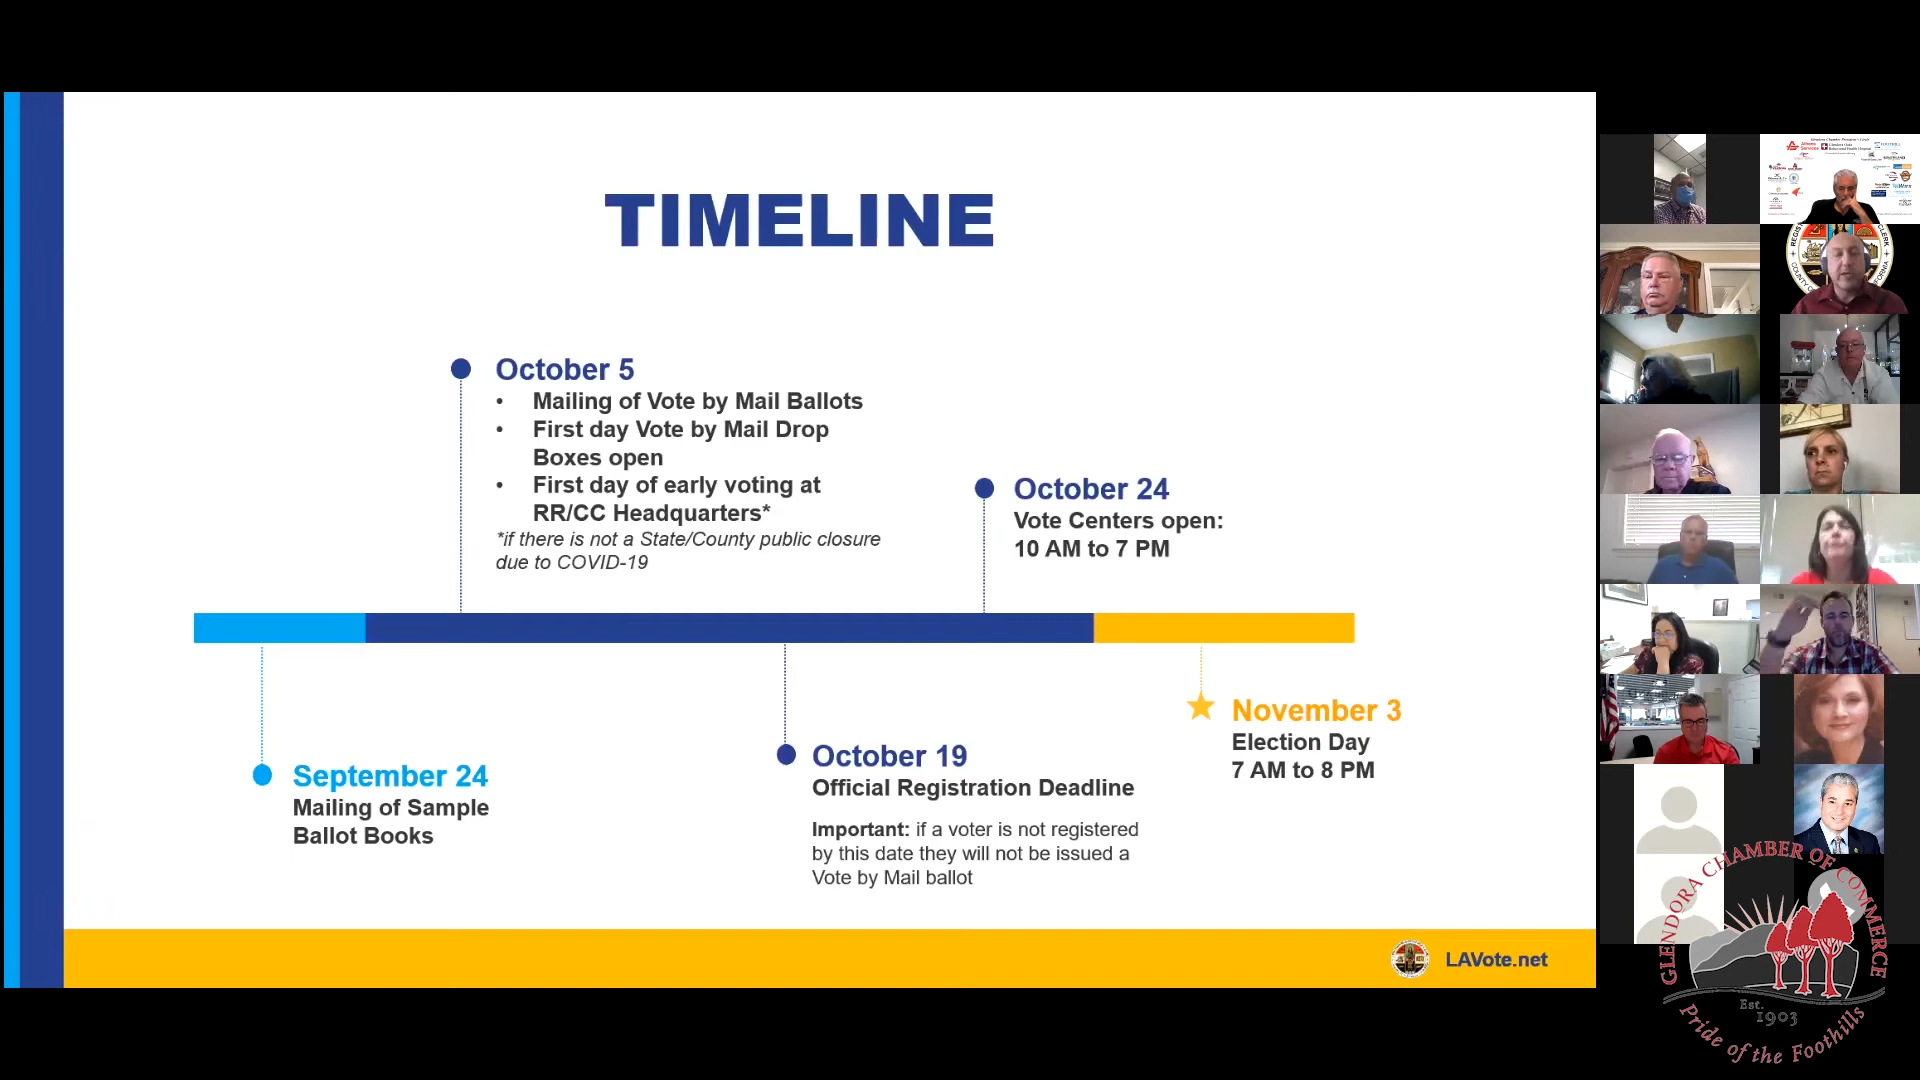 TIMELINE
October 5
• Mailing of Vote by Mail Ballots
• First day Vote by Mail Drop
Boxes open
• First day of early voting at
RR/CC Headquarters*
*if there is not a State/County public closure
due to COVID-19
October 24
Vote Centers open:
10 AM to 7 PM
September 24
Mailing of Sample
Ballot Books
October 19
Official Registration Deadline
Important: if a voter is not registered
by this date they will not be issued a
Vote by Mail ballot
November 3
Election Day
7 AM to 8 PM
LAVote.net
GLENDORA CHAMBER OF COMMERCE
Est.
1903
Pride of the Foothills